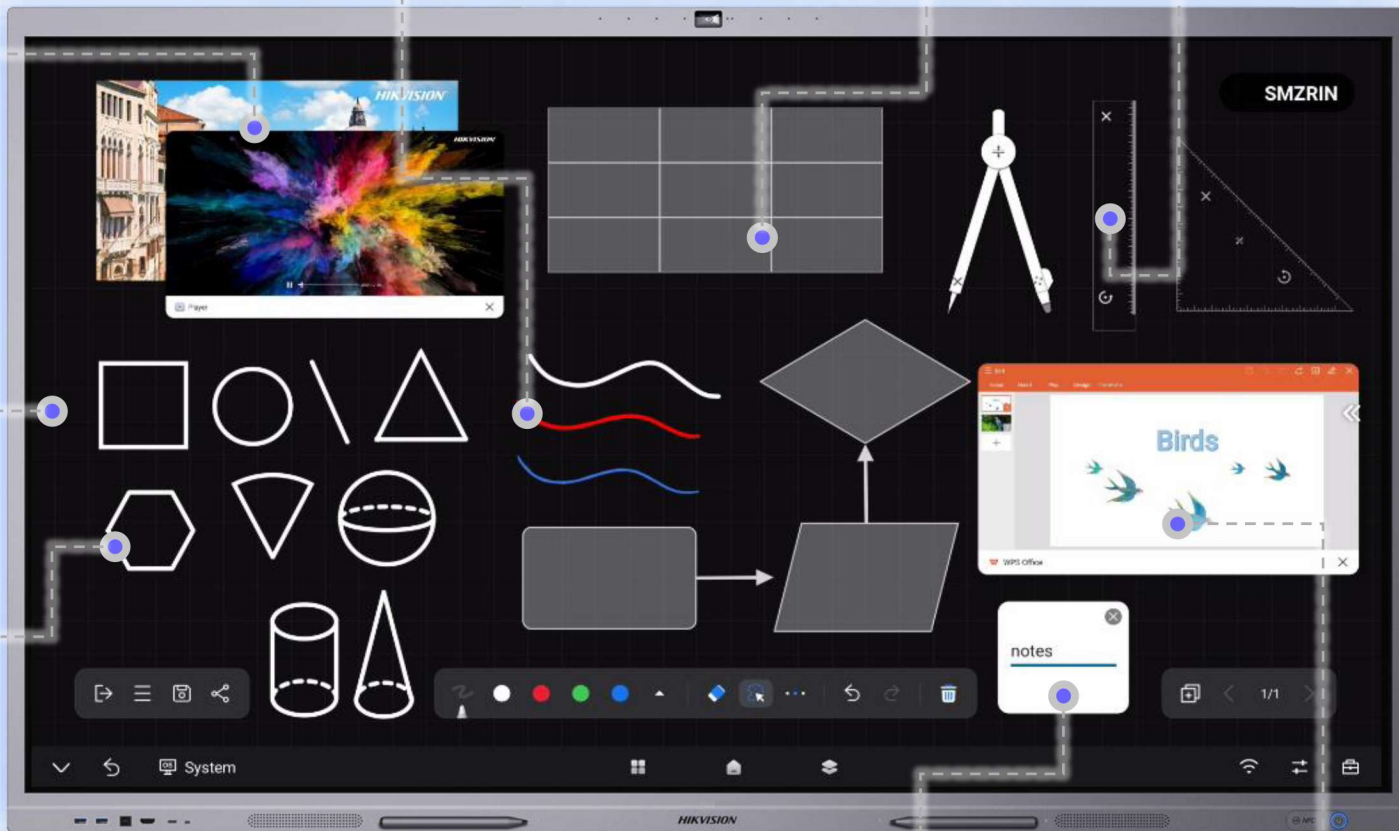 HIKVISION
SMZRIN
HIKVISION
Player
Birds
WPS Office
notes
1/1
System
HIKVISION